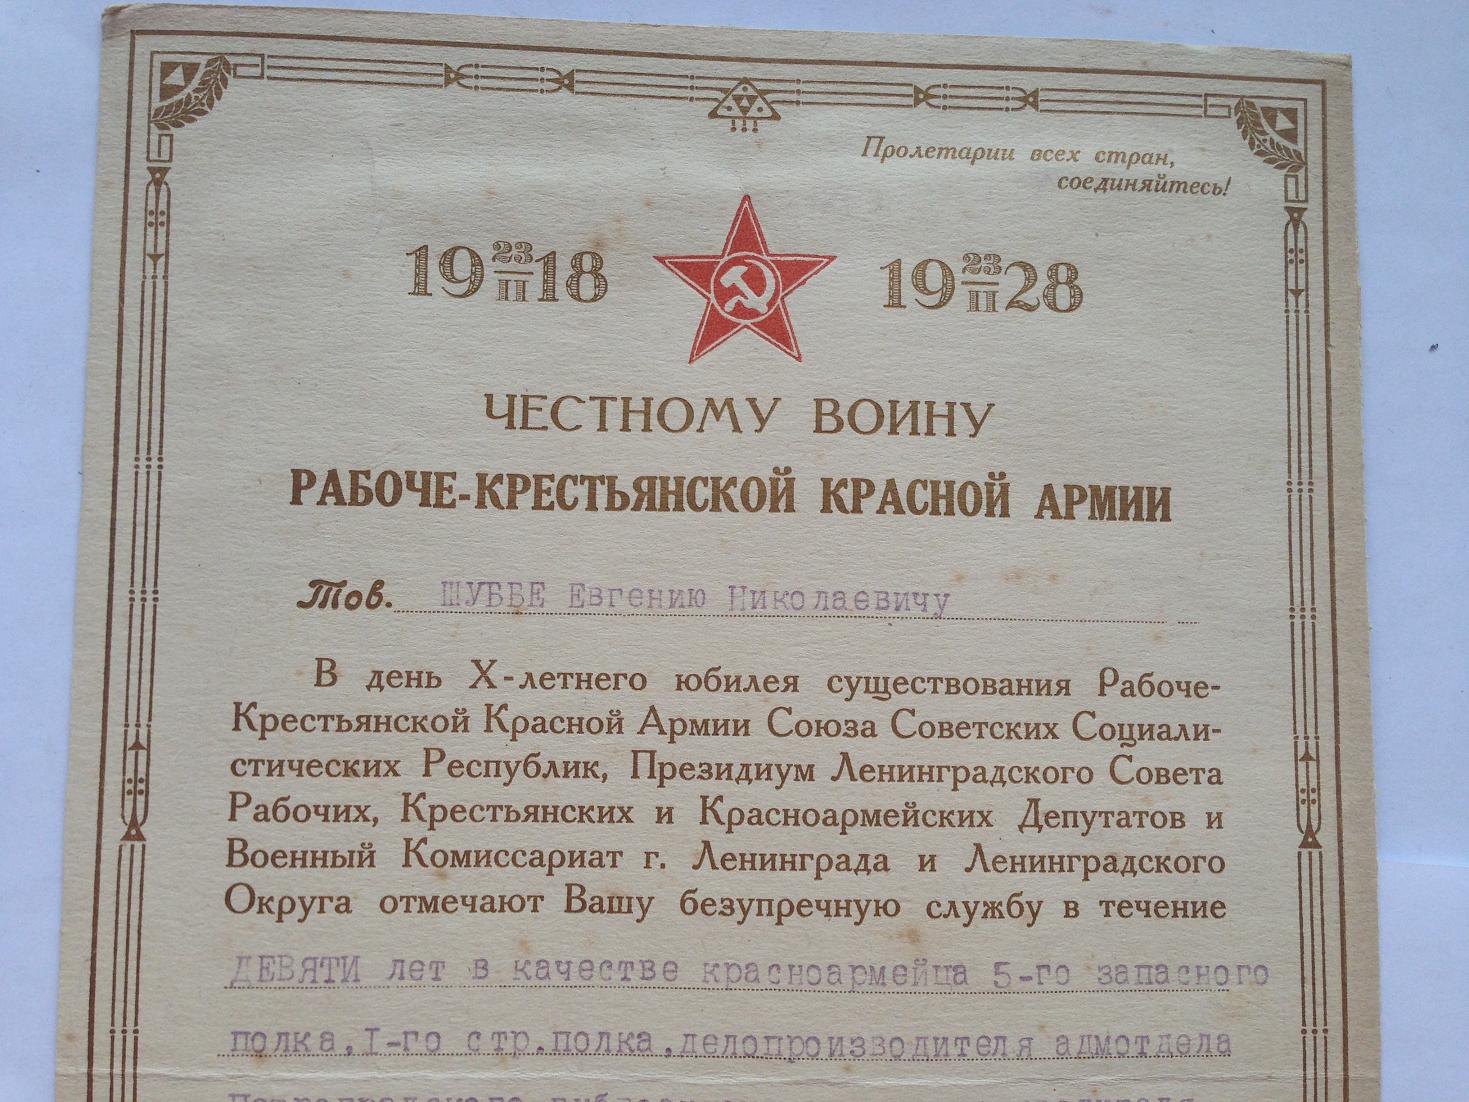 Пролетарии всех стран,
соединяйтесь!
19 23/II 18 19 23/II 28
ЧЕСТНОМУ ВОИНУ
РАБОЧЕ-КРЕСТЬЯНСКОЙ КРАСНОЙ АРМИИ
Тов. ШУББЕ Евгению Николаевичу
В день X-летнего юбилея существования Рабоче-
Крестьянской Красной Армии Союза Советских Социали-
стических Республик, Президиум Ленинградского Совета
Рабочих, Крестьянских и Красноармейских Депутатов и
Военный Комиссариат г. Ленинграда и Ленинградского
Округа отмечают Вашу безупречную службу в течение
ДЕВЯТИ лет в качестве красноармейца 5-го запасного
полка, I-го стр.полка, делопроизводителя адмотдела
Петроградского